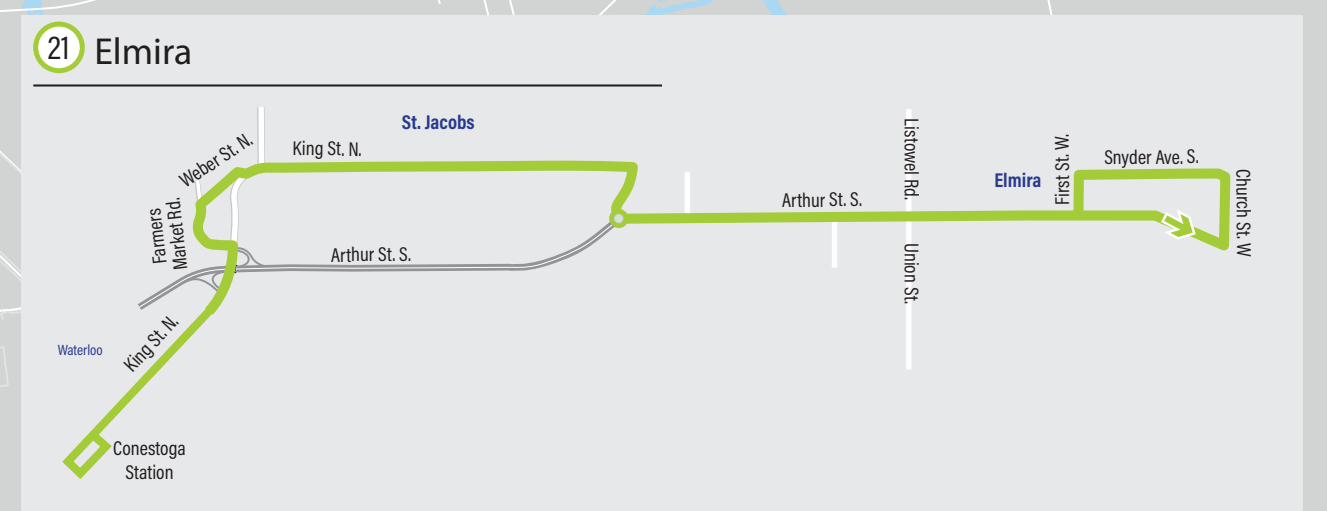 21 Elmira
St. Jacobs
Weber St. N.
King St. N.
Farmers
Market Rd.
Arthur St. S.
King St. N.
Waterloo
Conestoga
Station
Arthur St. S.
Listowel Rd.
Union St.
Elmira
First St. W.
Snyder Ave. S.
Church St. W